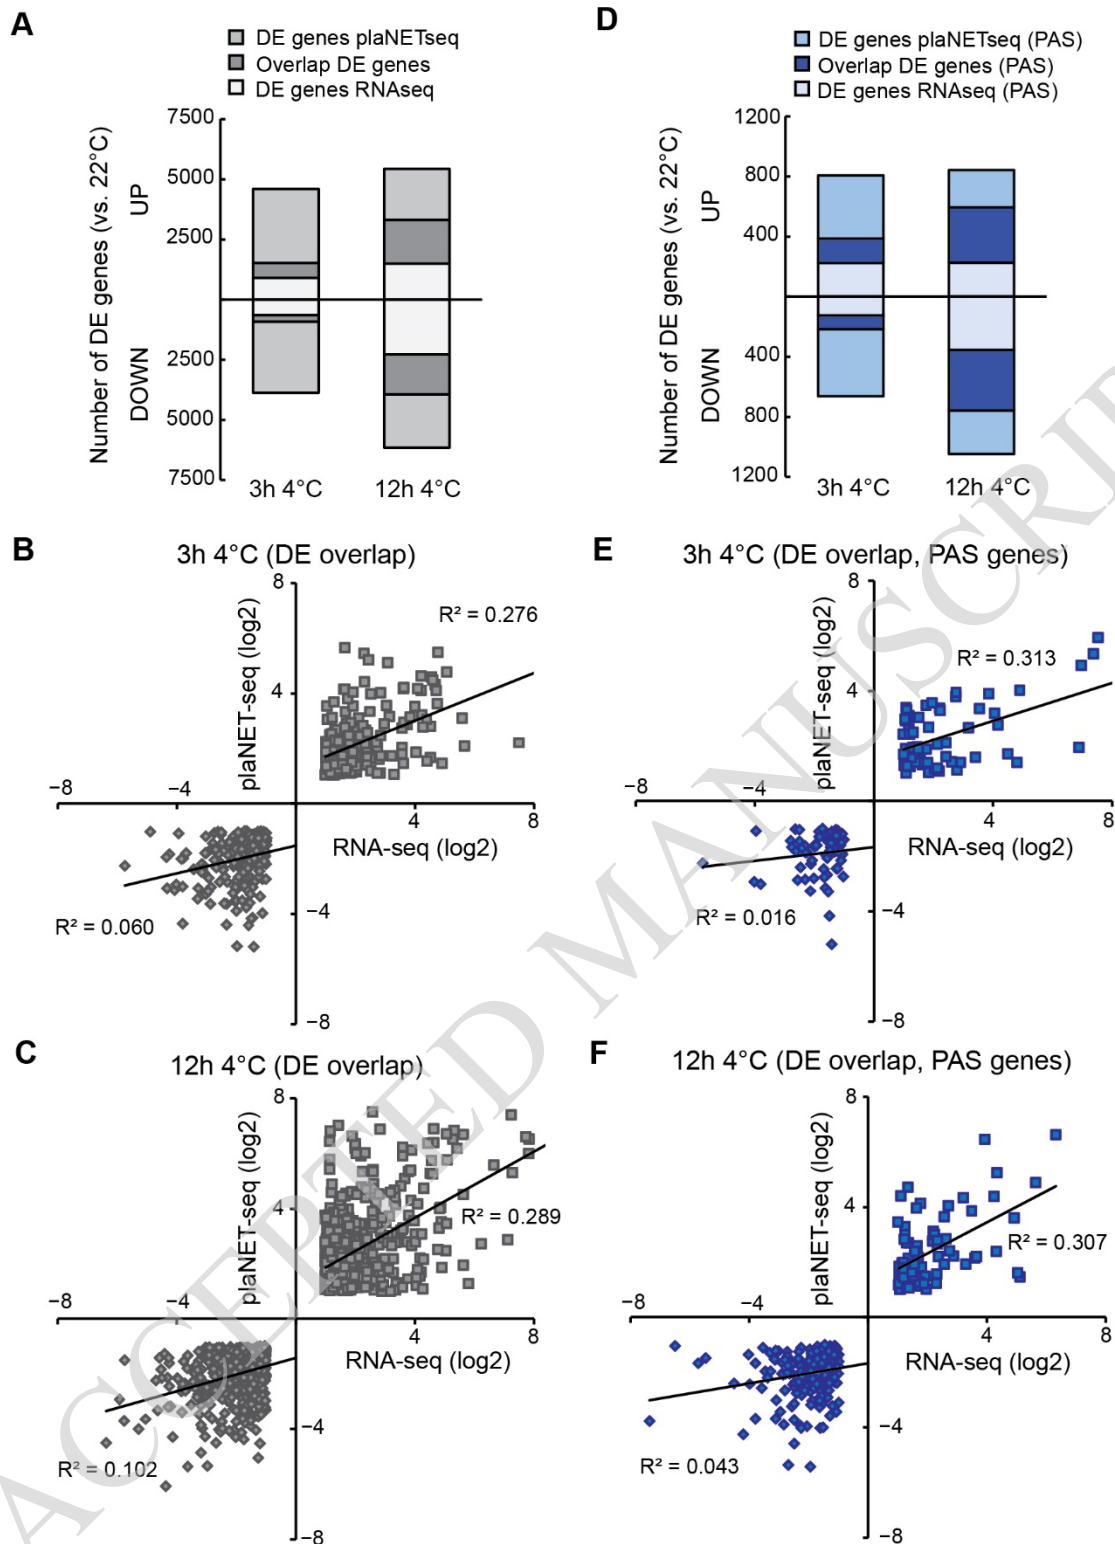 A
DE genes plaNETseq
Overlap DE genes
DE genes RNAseq
Number of DE genes (vs. 22°C)
UP
DOWN
7500
5000
2500
2500
5000
7500
3h 4°C
12h 4°C
D
DE genes plaNETseq (PAS)
Overlap DE genes (PAS)
DE genes RNAseq (PAS)
Number of DE genes (vs. 22°C)
UP
DOWN
1200
800
400
400
800
1200
3h 4°C
12h 4°C
B
3h 4°C (DE overlap)
8
plaNET-seq (log2)
R² = 0.276
4
−8
−4
4
8
RNA-seq (log2)
R² = 0.060
−4
−8
E
3h 4°C (DE overlap, PAS genes)
8
plaNET-seq (log2)
R² = 0.313
4
−8
−4
4
8
RNA-seq (log2)
R² = 0.016
−4
−8
C
12h 4°C (DE overlap)
8
plaNET-seq (log2)
4
R² = 0.289
−8
−4
4
8
RNA-seq (log2)
−4
R² = 0.102
−8
F
12h 4°C (DE overlap, PAS genes)
8
plaNET-seq (log2)
4
R² = 0.307
−8
−4
4
8
RNA-seq (log2)
−4
R² = 0.043
−8
ACCEPTED MANUSCRIP